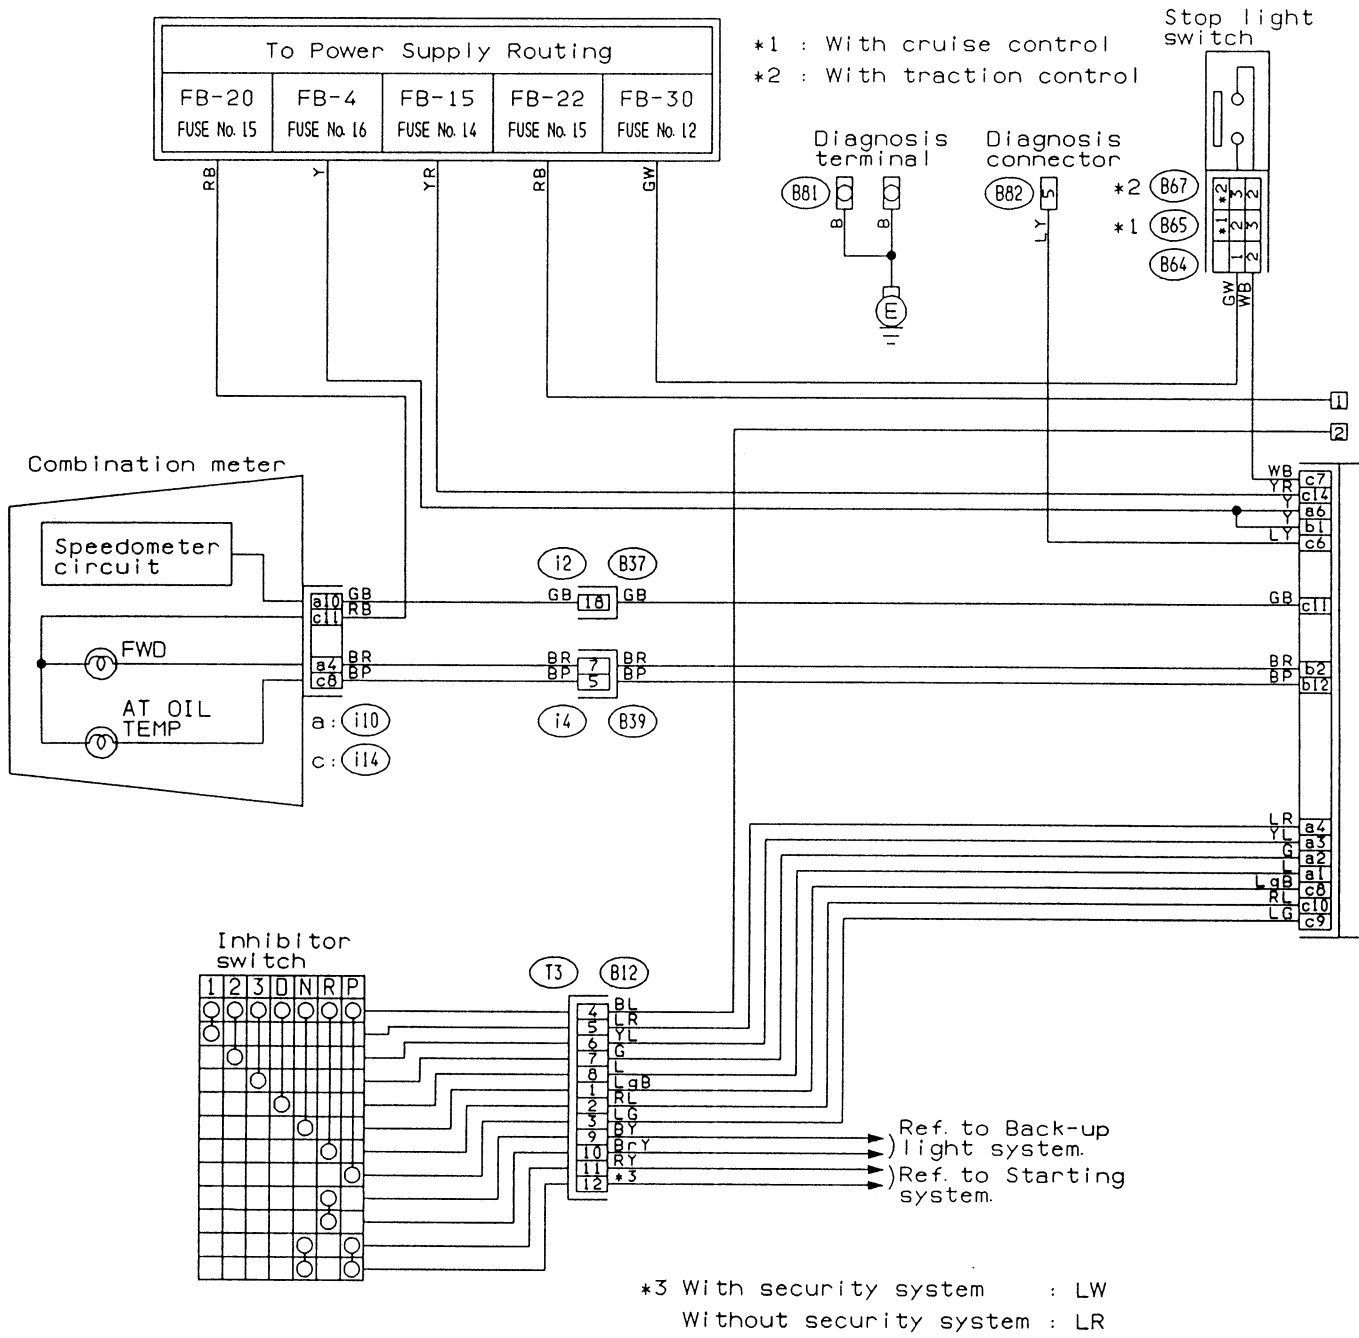 To Power Supply Routing
FB-20 FB-4 FB-15 FB-22 FB-30
FUSE No. 15 FUSE No. 16 FUSE No. 14 FUSE No. 15 FUSE No. 12
RB Y YR RB GW
*1 : With cruise control
*2 : With traction control
Stop light
switch
Diagnosis
terminal
B81
B B
E
Diagnosis
connector
B82 5
LY
*2 B67 *2 3 2
*1 B65 *1 2 3
B64 1 2
GW WB
1
2
WB c7
YR c14
Y a6
Y b1
LY c6
Combination meter
Speedometer
circuit
FWD
AT OIL
TEMP
a10 GB
c11 RB
a4 BR
c8 BP
a: i10
c: i14
i2 B37
GB 18 GB
BR 7 BR
BP 5 BP
i4 B39
GB c11
BR b2
BP b12
LR a4
YL a3
G a2
L a1
LgB c8
RL c10
LG c9
Inhibitor
switch
1 2 3 D N R P
T3 B12
4 BL
5 LR
6 YL
7 G
8 L
1 LgB
2 RL
3 LG
9 BY
10 BrY
11 RY
12 *3
Ref. to Back-up
light system.
Ref. to Starting
system.
*3 With security system : LW
Without security system : LR